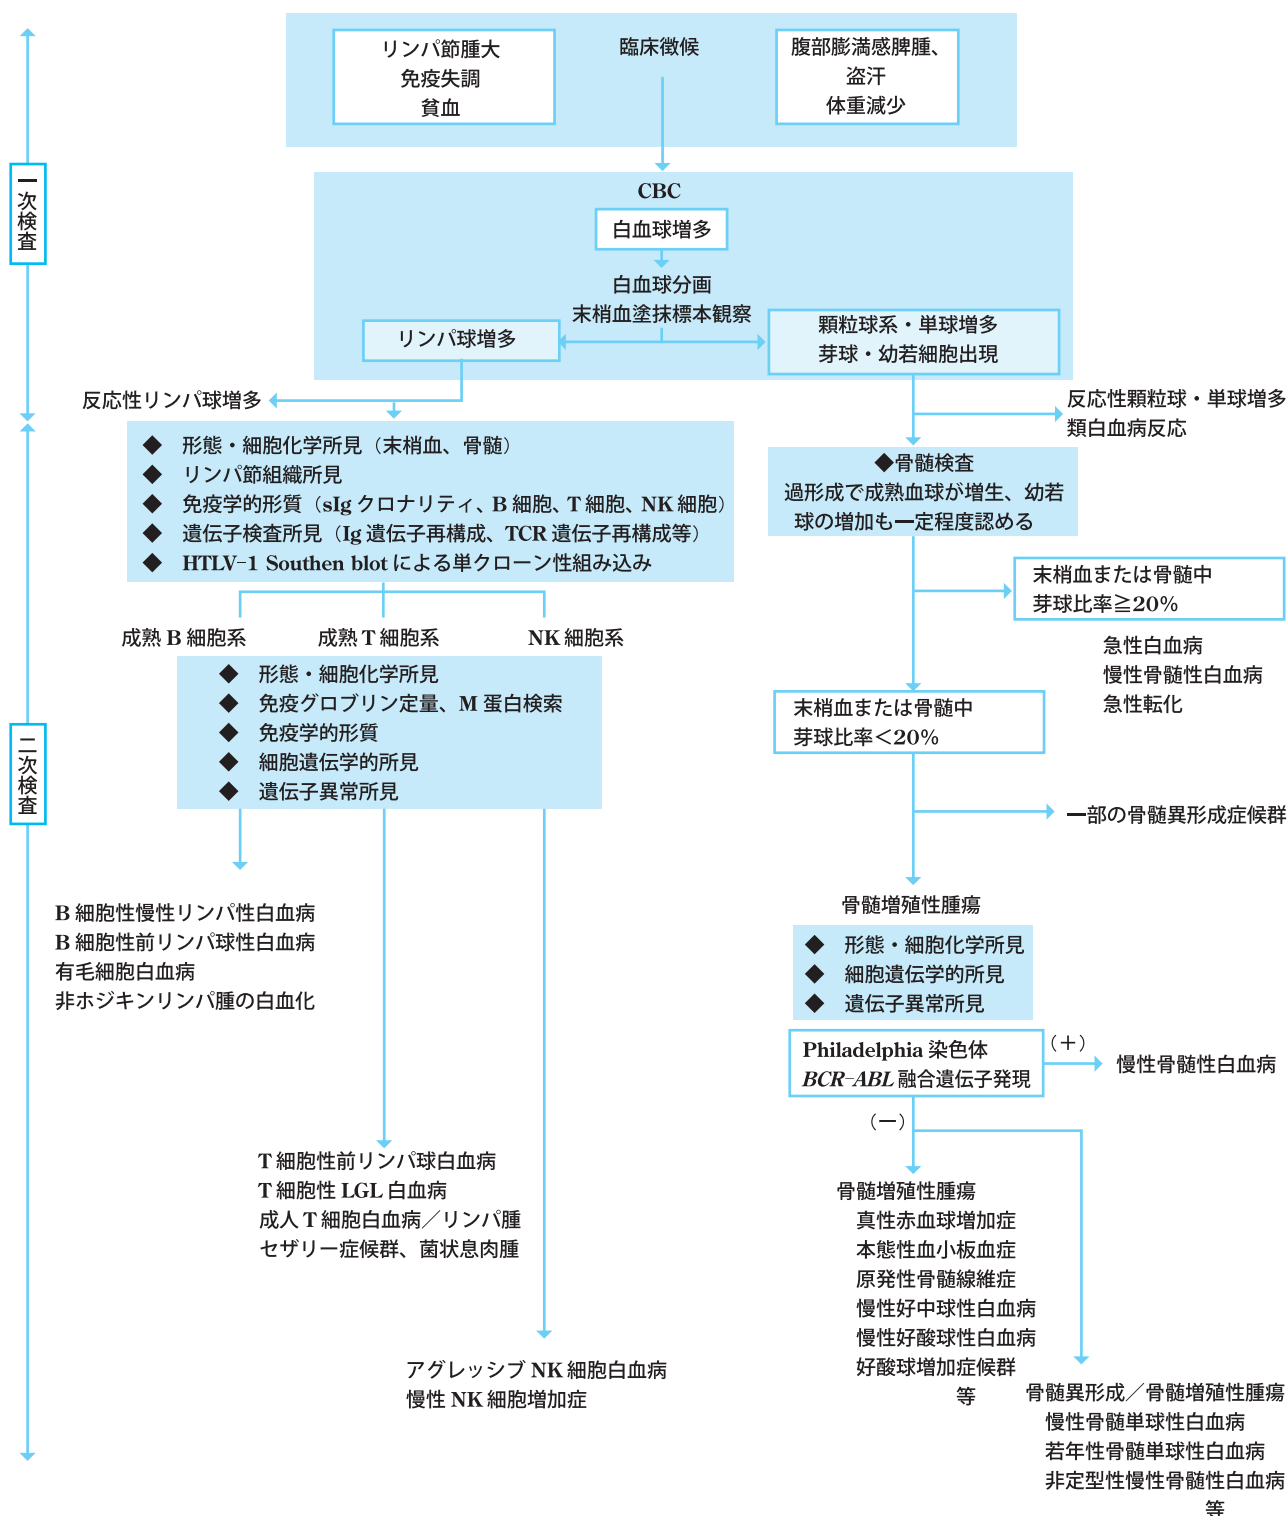 リンパ節腫大
免疫失調
貧血
臨床徴候
腹部膨満感脾腫、
盗汗
体重減少
一次検査
CBC
白血球増多
白血球分画
末梢血塗抹標本観察
リンパ球増多
顆粒球系・単球増多
芽球・幼若細胞出現
反応性リンパ球増多
反応性顆粒球・単球増多
類白血病反応
◆ 形態・細胞化学所見（末梢血、骨髄）
◆ リンパ節組織所見
◆ 免疫学的形質（sIg クロナリティ、B 細胞、T 細胞、NK 細胞）
◆ 遺伝子検査所見（Ig 遺伝子再構成、TCR 遺伝子再構成等）
◆ HTLV-1 Southen blot による単クローン性組み込み
◆骨髄検査
過形成で成熟血球が増生、幼若
球の増加も一定程度認める
末梢血または骨髄中
芽球比率≧20%
急性白血病
慢性骨髄性白血病
急性転化
成熟 B 細胞系
成熟 T 細胞系
NK 細胞系
◆ 形態・細胞化学所見
◆ 免疫グロブリン定量、M 蛋白検索
◆ 免疫学的形質
◆ 細胞遺伝学的所見
◆ 遺伝子異常所見
末梢血または骨髄中
芽球比率＜20%
二次検査
一部の骨髄異形成症候群
B 細胞性慢性リンパ性白血病
B 細胞性前リンパ球性白血病
有毛細胞白血病
非ホジキンリンパ腫の白血化
骨髄増殖性腫瘍
◆ 形態・細胞化学所見
◆ 細胞遺伝学的所見
◆ 遺伝子異常所見
Philadelphia 染色体
BCR-ABL 融合遺伝子発現
（＋）
慢性骨髄性白血病
（－）
T 細胞性前リンパ球白血病
T 細胞性 LGL 白血病
成人 T 細胞白血病／リンパ腫
セザリー症候群、菌状息肉腫
骨髄増殖性腫瘍
真性赤血球増加症
本態性血小板血症
原発性骨髄線維症
慢性好中球性白血病
慢性好酸球性白血病
好酸球増加症候群
等
アグレッシブ NK 細胞白血病
慢性 NK 細胞増加症
骨髄異形成／骨髄増殖性腫瘍
慢性骨髄単球性白血病
若年性骨髄単球性白血病
非定型性慢性骨髄性白血病
等